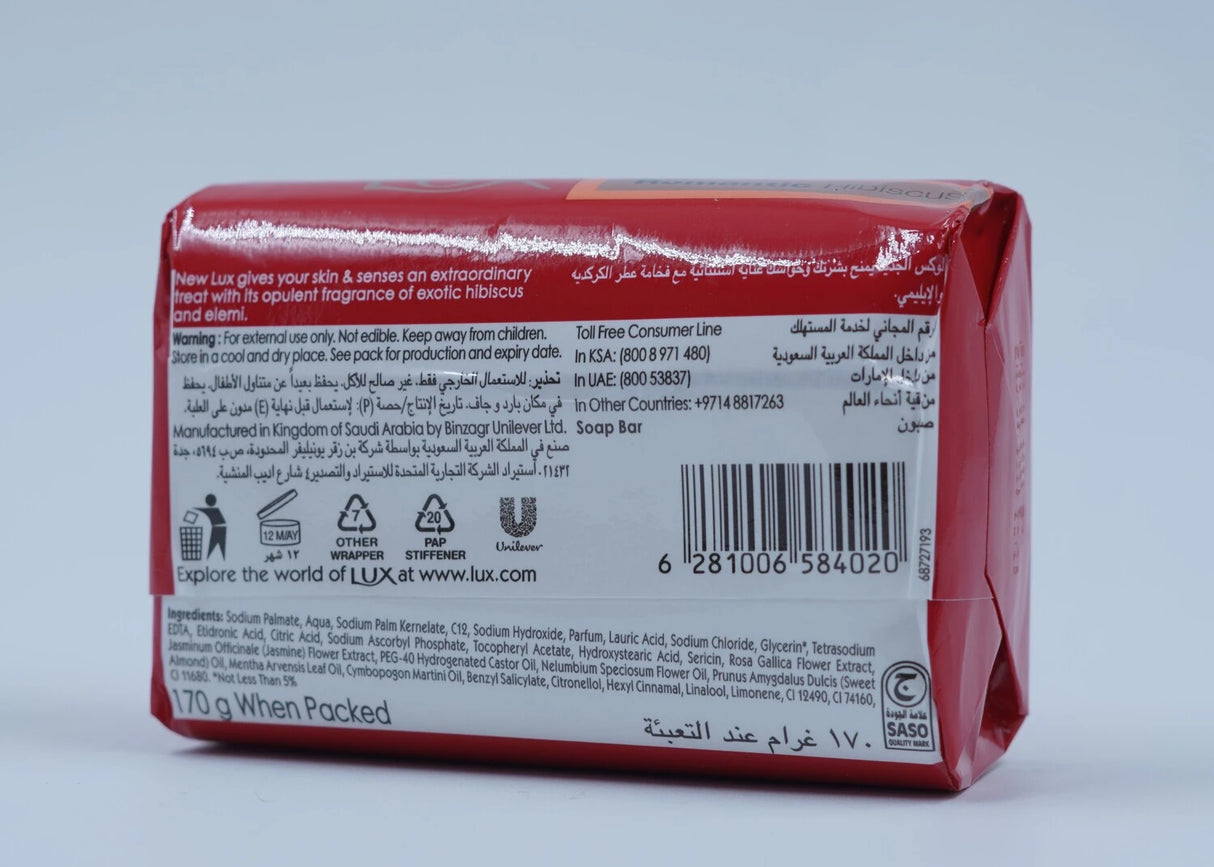 Hibiscus
New Lux gives your skin & senses an extraordinary
treat with its opulent fragrance of exotic hibiscus
and elemi.
بشرتك وحواسك عناية استثنائية مع فخامة عطر الكركديه
والإيليمي.
Warning : For external use only. Not edible. Keep away from children.
Store in a cool and dry place. See pack for production and expiry date.
تحذير: للاستعمال الخارجي فقط. غير صالح للأكل. يحفظ بعيداً عن متناول الأطفال. يحفظ
في مكان بارد و جاف. تاريخ الإنتاج/حصة (P): لإستعمال قبل نهاية (E) مدون على العلبة.
Manufactured in Kingdom of Saudi Arabia by Binzagr Unilever Ltd.
صنع في المملكة العربية السعودية بواسطة شركة بن زقر يونيليفر المحدودة، ص.ب ٥٦٩٤، جدة
٢١٤٣٢. استيراد الشركة التجارية المتحدة للاستيراد والتصدير شارع اديب المنشية.
Toll Free Consumer Line
رقم المجاني لخدمة المستهلك
In KSA: (800 8 971 480)
من داخل المملكة العربية السعودية
In UAE: (800 53837)
من داخل الإمارات
In Other Countries: +9714 8817263
من بقية أنحاء العالم
Soap Bar
صبون
12 M/AY
١٢ شهر
7
OTHER
WRAPPER
20
PAP
STIFFENER
Unilever
6 281006 584020
68727193
Explore the world of LUX at www.lux.com
Ingredients: Sodium Palmate, Aqua, Sodium Palm Kernelate, C12, Sodium Hydroxide, Parfum, Lauric Acid, Sodium Chloride, Glycerin*, Tetrasodium
EDTA, Etidronic Acid, Citric Acid, Sodium Ascorbyl Phosphate, Tocopheryl Acetate, Hydroxystearic Acid, Sericin, Rosa Gallica Flower Extract,
Jasminum Officinale (Jasmine) Flower Extract, PEG-40 Hydrogenated Castor Oil, Nelumbium Speciosum Flower Oil, Prunus Amygdalus Dulcis (Sweet
Almond) Oil, Mentha Arvensis Leaf Oil, Cymbopogon Martini Oil, Benzyl Salicylate, Citronellol, Hexyl Cinnamal, Linalool, Limonene, CI 12490, CI 74160,
CI 11680. *Not Less Than 5%
170 g When Packed
١٧٠ غرام عند التعبئة
علامة الجودة
SASO
QUALITY MARK